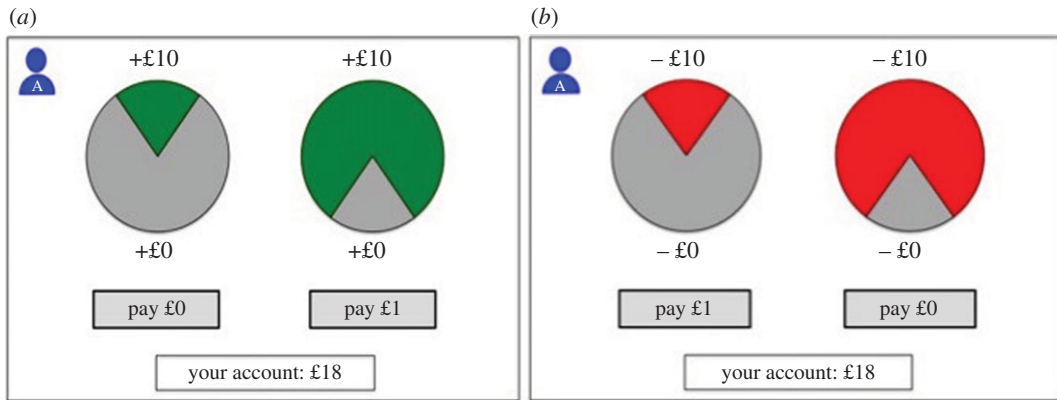 (a)
A
+£10 +£10
+£0 +£0
pay £0 pay £1
your account: £18
(b)
A
– £10 – £10
– £0 – £0
pay £1 pay £0
your account: £18